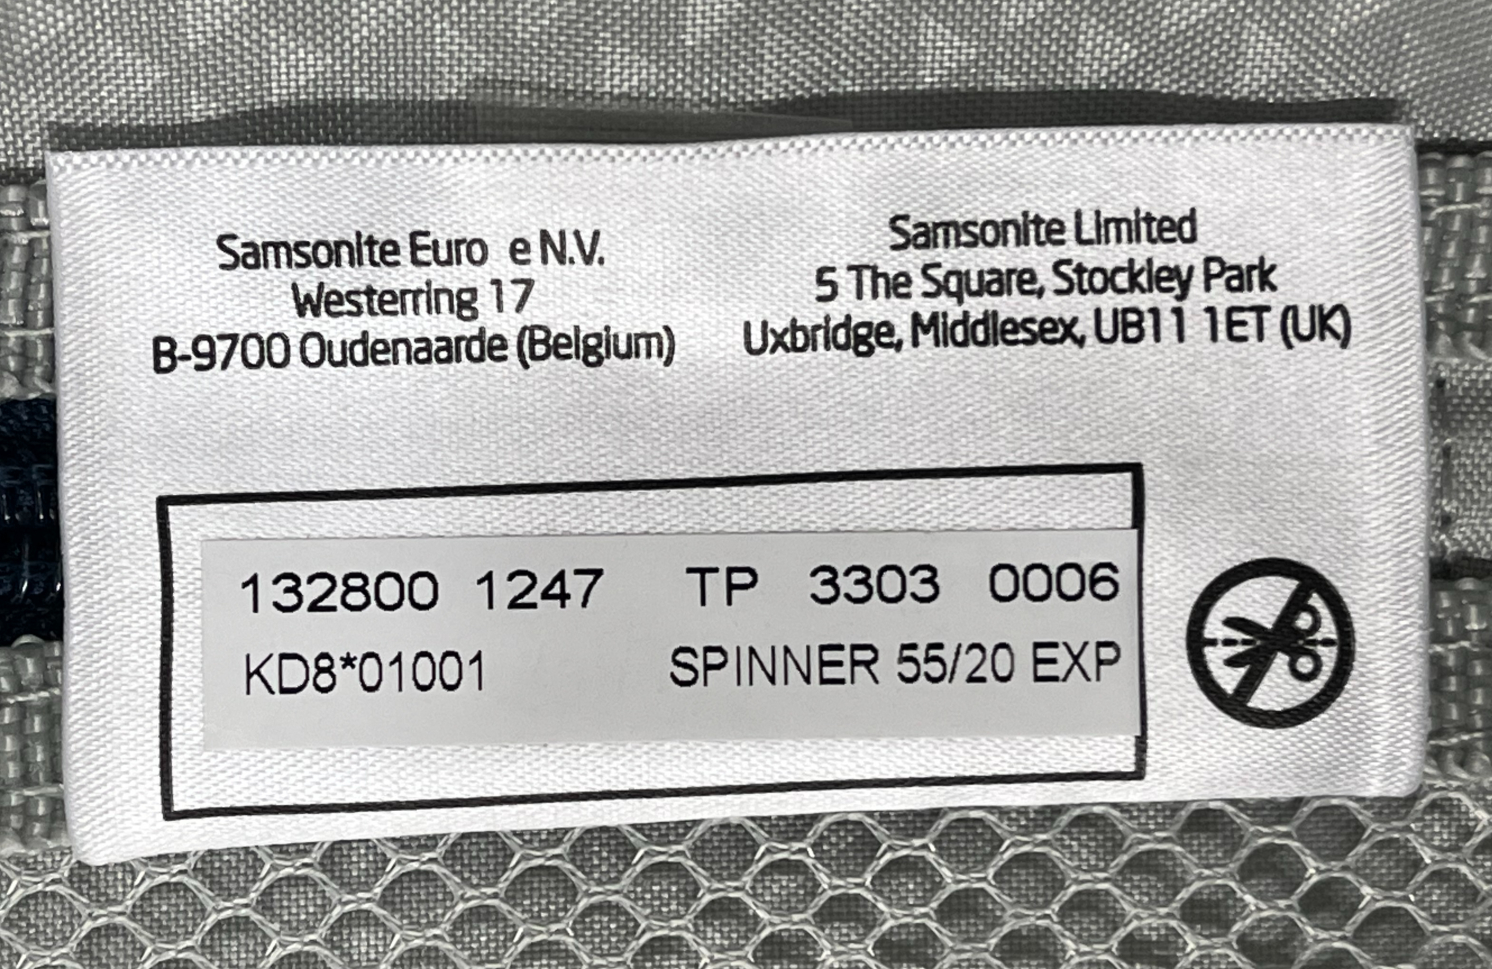 Samsonite Euro e N.V.
Westerring 17
B-9700 Oudenaarde (Belgium)
Samsonite Limited
5 The Square, Stockley Park
Uxbridge, Middlesex, UB11 1ET (UK)
132800 1247 TP 3303 0006
KD8*01001 SPINNER 55/20 EXP